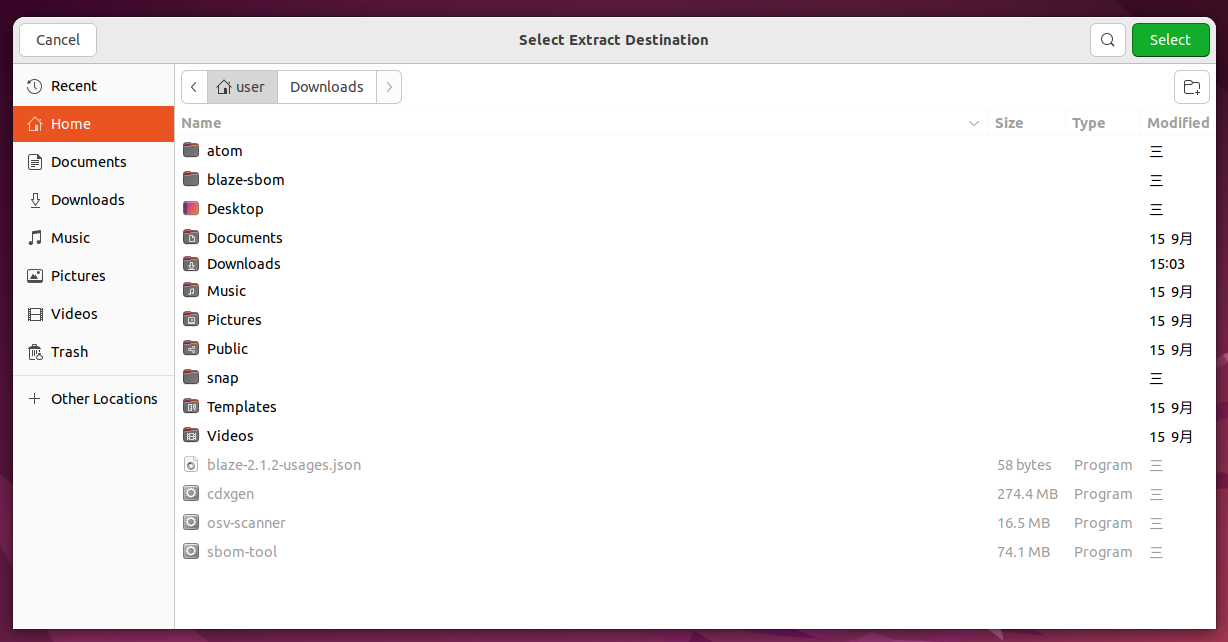 Cancel Select Extract Destination Select
Recent
Home
Documents
Downloads
Music
Pictures
Videos
Trash
Other Locations
user Downloads
Name Size Type Modified
atom 三
blaze-sbom 三
Desktop 三
Documents 15 9月
Downloads 15:03
Music 15 9月
Pictures 15 9月
Public 15 9月
snap 三
Templates 15 9月
Videos 15 9月
blaze-2.1.2-usages.json 58 bytes Program 三
cdxgen 274.4 MB Program 三
osv-scanner 16.5 MB Program 三
sbom-tool 74.1 MB Program 三